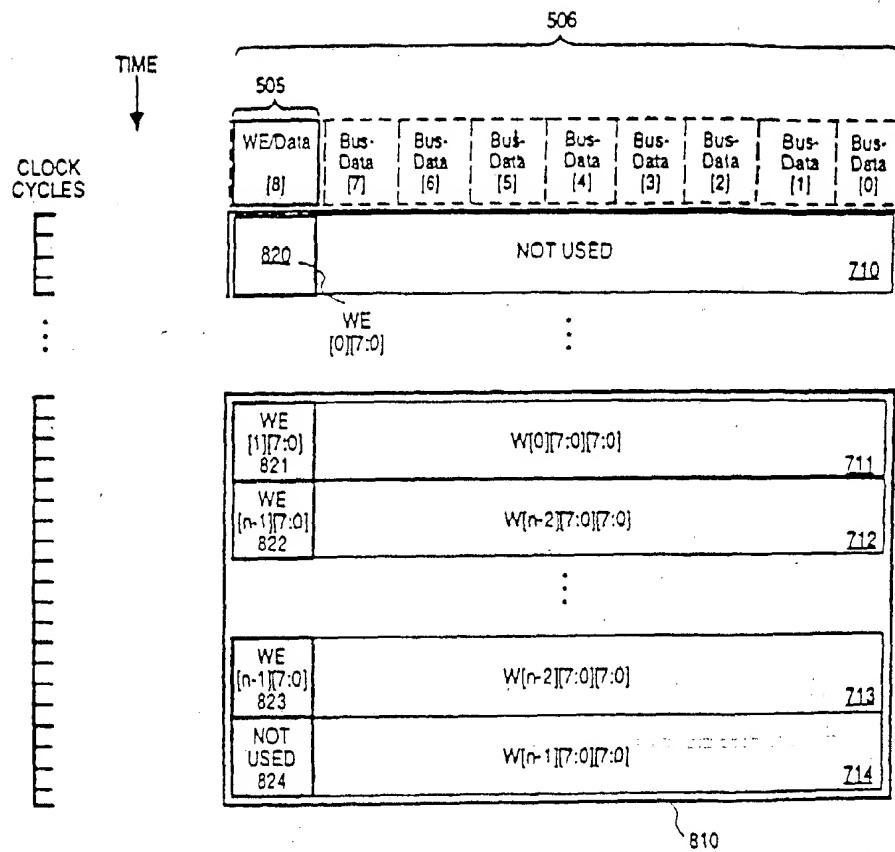 506
TIME
505
WE/Data [8]
Bus-Data [7]
Bus-Data [6]
Bus-Data [5]
Bus-Data [4]
Bus-Data [3]
Bus-Data [2]
Bus-Data [1]
Bus-Data [0]
CLOCK CYCLES
820
NOT USED
710
WE
[0][7:0]
WE
[1][7:0]
821
W[0][7:0][7:0]
711
WE
[n-1][7:0]
822
W[n-2][7:0][7:0]
712
WE
[n-1][7:0]
823
W[n-2][7:0][7:0]
713
NOT
USED
824
W[n-1][7:0][7:0]
714
810